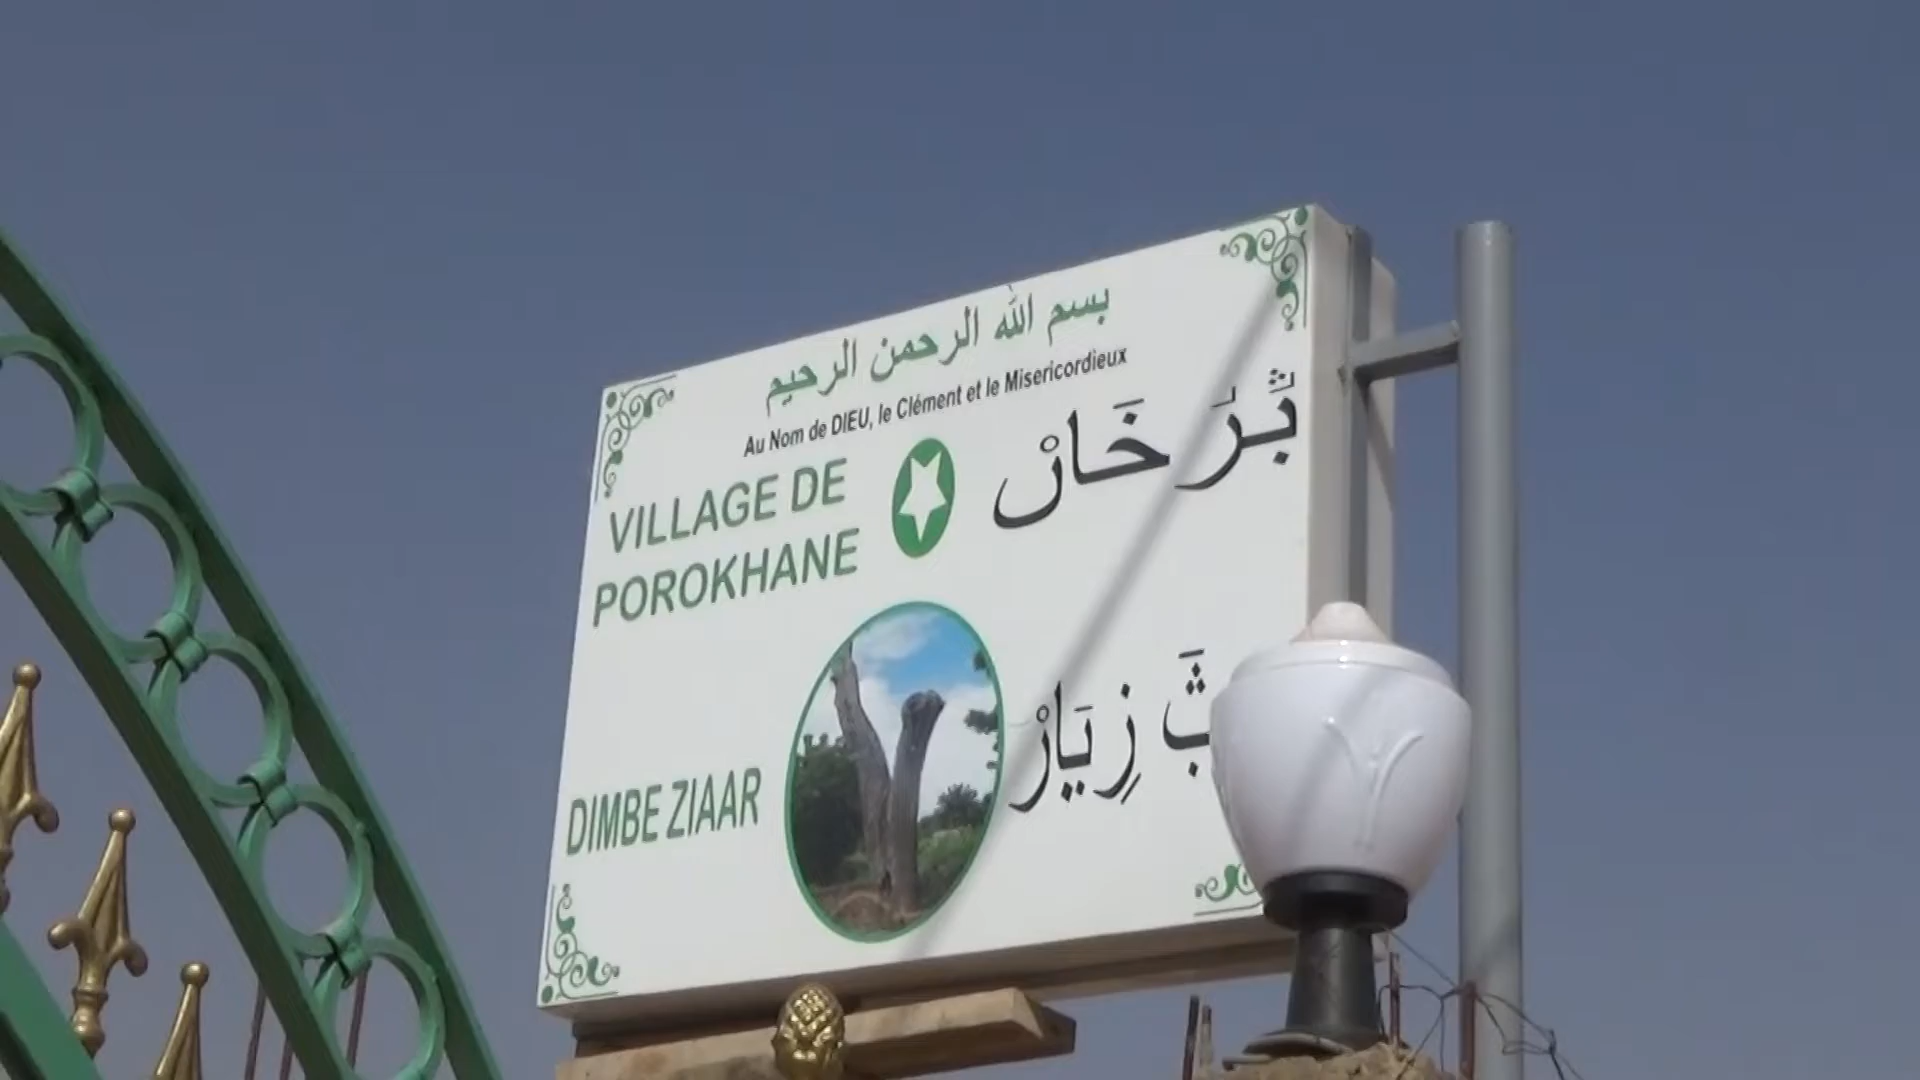 بسم الله الرحمن الرحيم
Au Nom de DIEU, le Clément et le Misericordieux
VILLAGE DE
POROKHANE
DIMBE ZIAAR
زِيَارْ